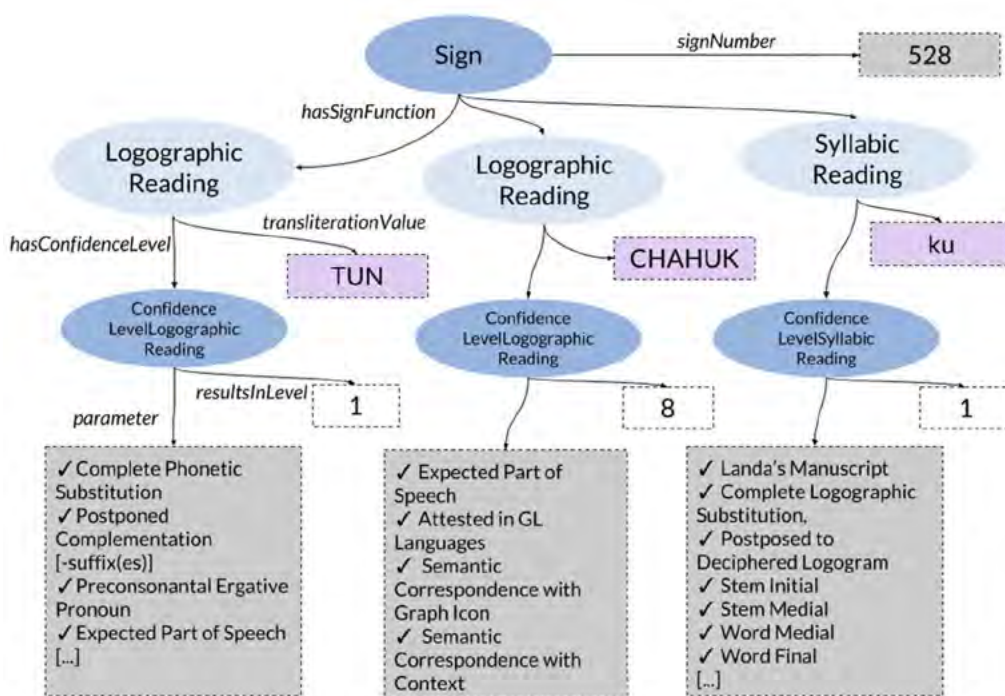 Sign
signNumber
528
hasSignFunction
Logographic
Reading
Logographic
Reading
Syllabic
Reading
hasConfidenceLevel
transliterationValue
TUN
CHAHUK
ku
Confidence
LevelLogographic
Reading
Confidence
LevelLogographic
Reading
Confidence
LevelSyllabic
Reading
parameter
resultsInLevel
1
8
1
✓ Complete Phonetic
Substitution
✓ Postponed
Complementation
[-suffix(es)]
✓ Preconsonantal Ergative
Pronoun
✓ Expected Part of Speech
[...]
✓ Expected Part of
Speech
✓ Attested in GL
Languages
✓ Semantic
Correspondence with
Graph Icon
✓ Semantic
Correspondence with
Context
✓ Landa's Manuscript
✓ Complete Logographic
Substitution,
✓ Postposed to
Deciphered Logogram
✓ Stem Initial
✓ Stem Medial
✓ Word Medial
✓ Word Final
[...]